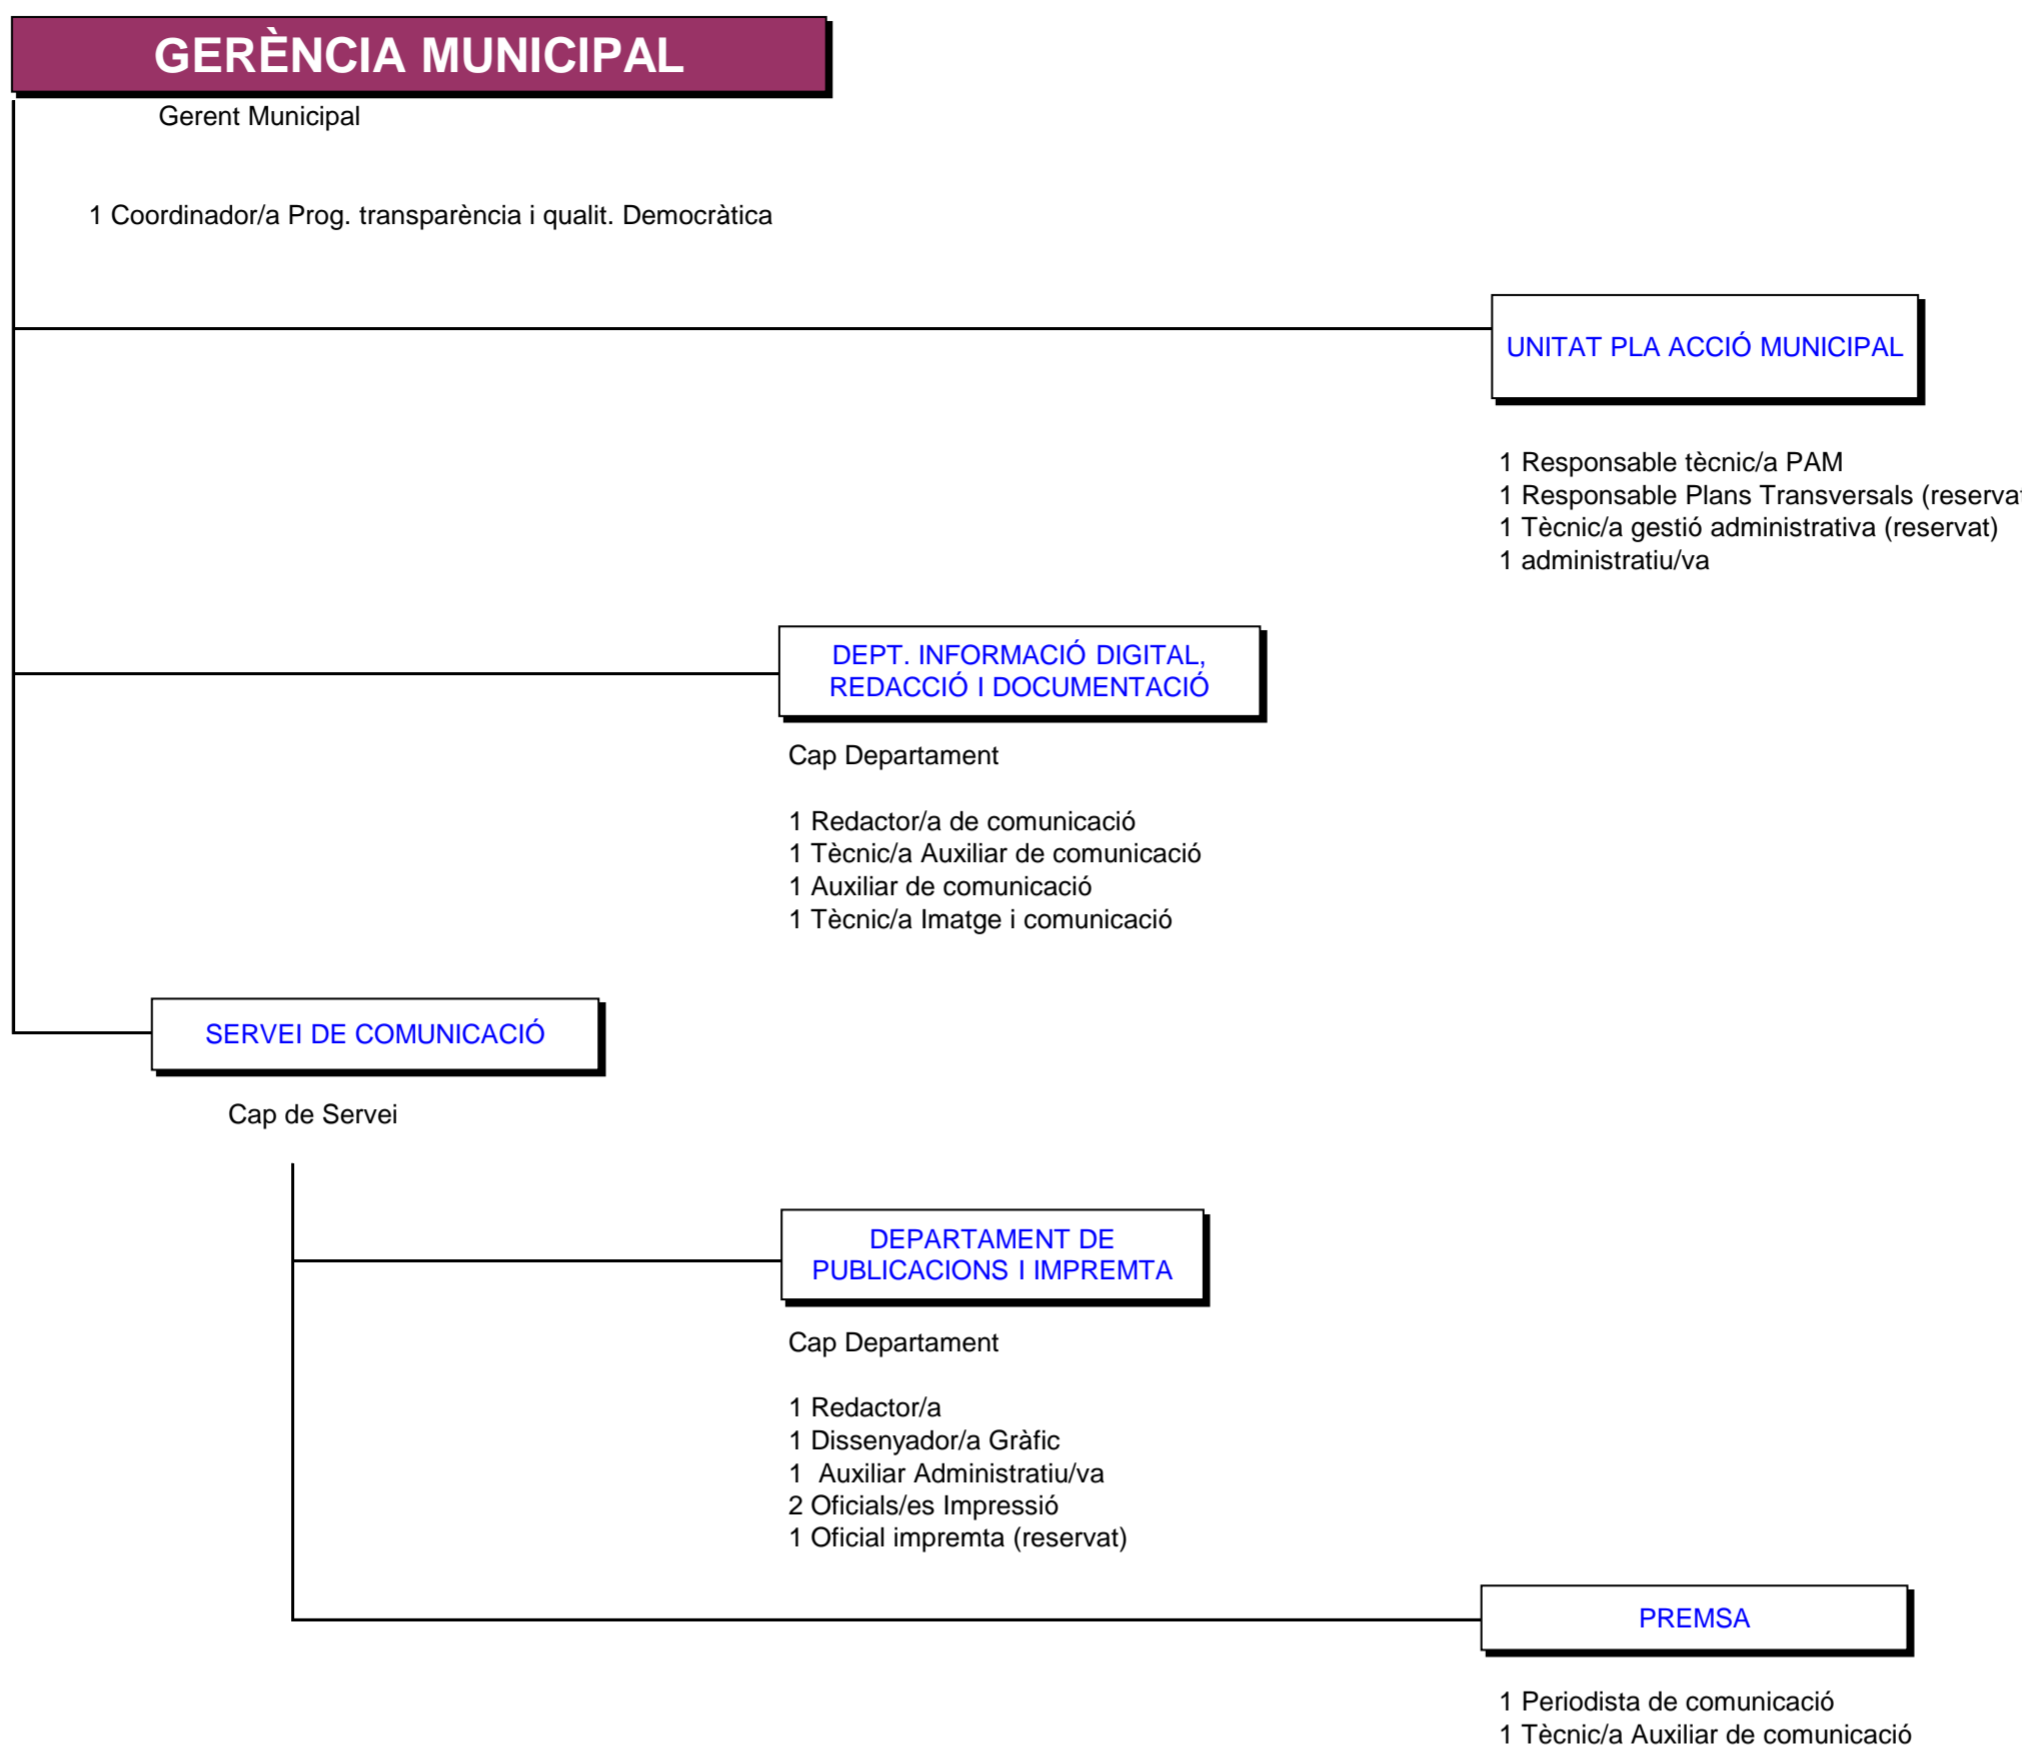 GERÈNCIA MUNICIPAL
Gerent Municipal
1 Coordinador/a Prog. transparència i qualit. Democràtica
UNITAT PLA ACCIÓ MUNICIPAL
1 Responsable tècnic/a PAM
1 Responsable Plans Transversals
1 Tècnic/a gestió administrativa (reservat)
1 administratiu/va
DEPT. INFORMACIÓ DIGITAL,
REDACCIÓ I DOCUMENTACIÓ
Cap Departament
1 Redactor/a de comunicació
1 Tècnic/a Auxiliar de comunicació
1 Auxiliar de comunicació
1 Tècnic/a Imatge i comunicació
SERVEI DE COMUNICACIÓ
Cap de Servei
DEPARTAMENT DE
PUBLICACIONS I IMPREMTA
Cap Departament
1 Redactor/a
1 Dissenyador/a Gràfic
1 Auxiliar Administratiu/va
2 Oficials/es Impressió
1 Oficial impremta (reservat)
PREMSA
1 Periodista de comunicació
1 Tècnic/a Auxiliar de comunicació